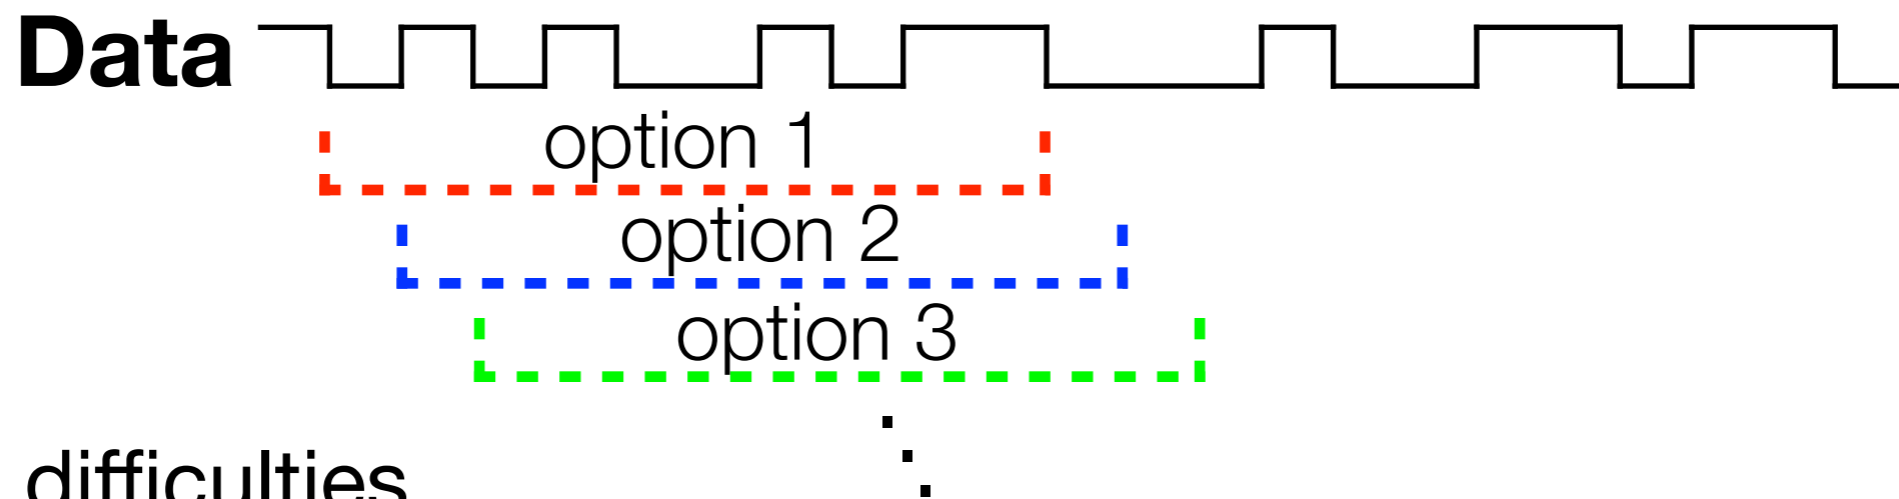 Data
option 1
option 2
option 3
difficulties